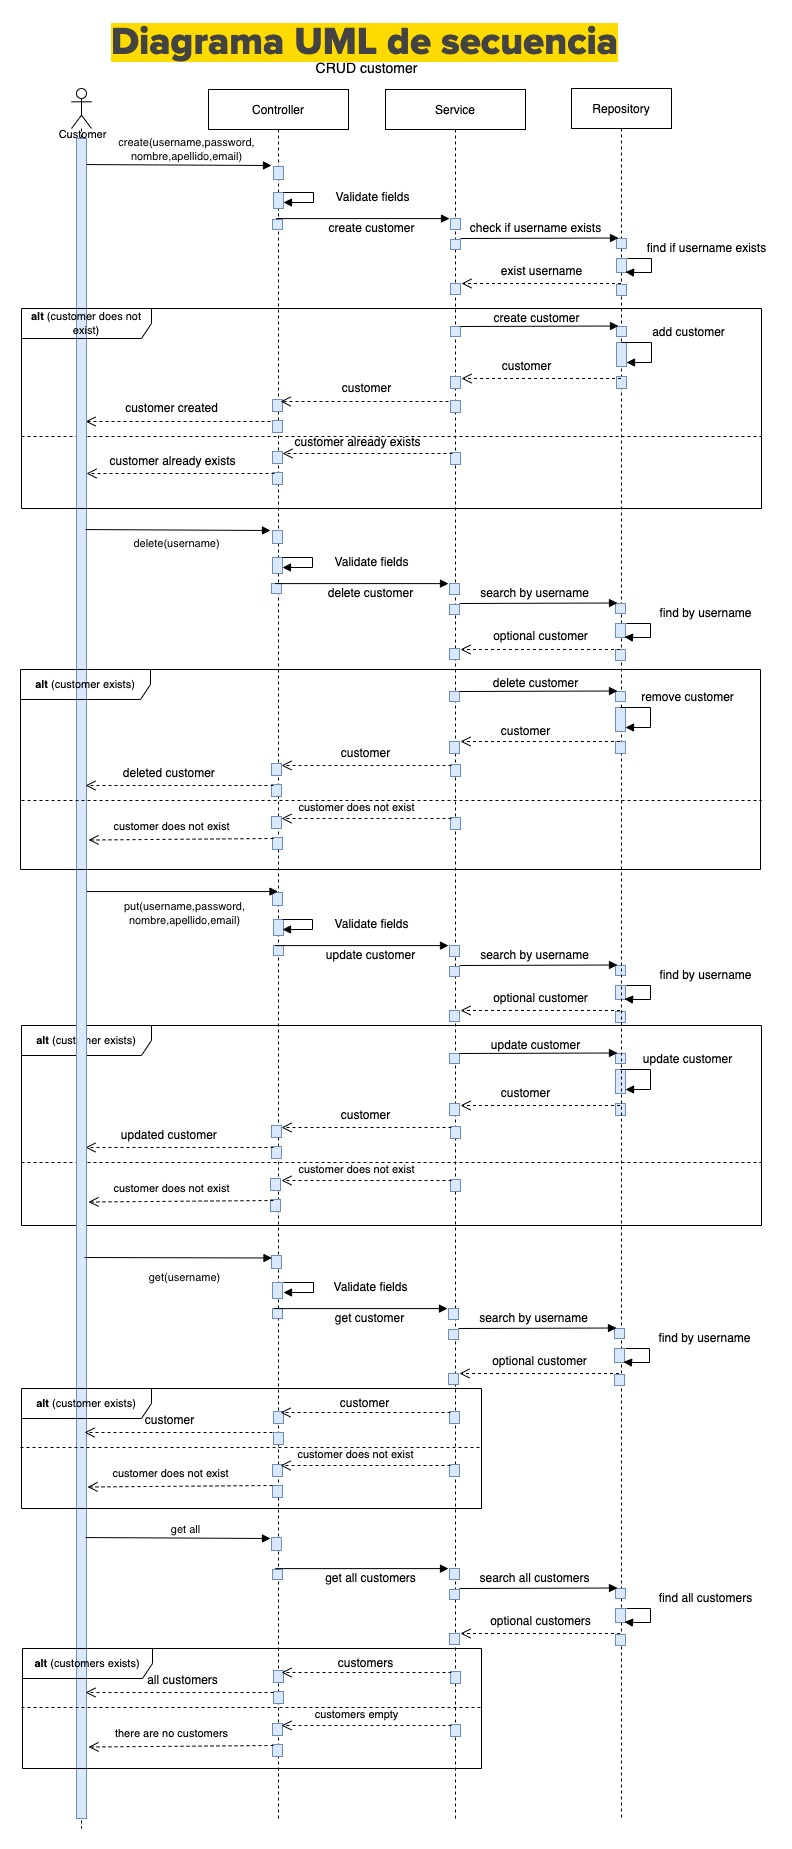 Diagrama UML de secuencia
CRUD customer
Customer
Controller
Service
Repository
create(username,password,
nombre,apellido,email)
Validate fields
create customer
check if username exists
find if username exists
exist username
alt (customer does not
exist)
create customer
add customer
customer
customer
customer created
customer already exists
customer already exists
delete(username)
Validate fields
delete customer
search by username
find by username
optional customer
alt (customer exists)
delete customer
remove customer
customer
customer
deleted customer
customer does not exist
customer does not exist
put(username,password,
nombre,apellido,email)
Validate fields
update customer
search by username
find by username
optional customer
alt (customer exists)
update customer
update customer
customer
customer
updated customer
customer does not exist
customer does not exist
get(username)
Validate fields
get customer
search by username
find by username
optional customer
alt (customer exists)
customer
customer
customer does not exist
customer does not exist
get all
get all customers
search all customers
find all customers
optional customers
alt (customers exists)
customers
all customers
customers empty
there are no customers